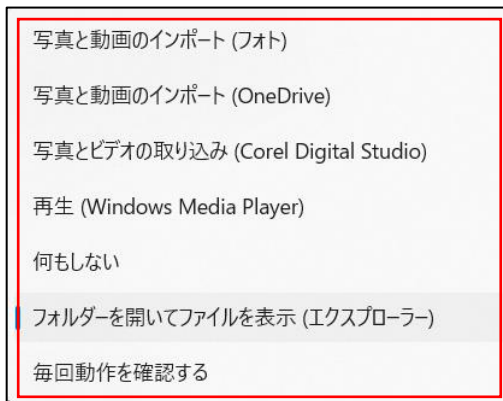 写真と動画のインポート (フォト)
写真と動画のインポート (OneDrive)
写真とビデオの取り込み (Corel Digital Studio)
再生 (Windows Media Player)
何もしない
フォルダーを開いてファイルを表示 (エクスプローラー)
毎回動作を確認する